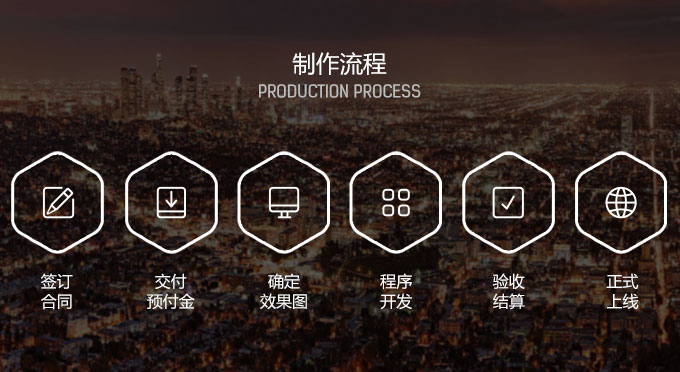 制作流程
PRODUCTION PROCESS
签订
合同
交付
预付金
确定
效果图
程序
开发
验收
结算
正式
上线